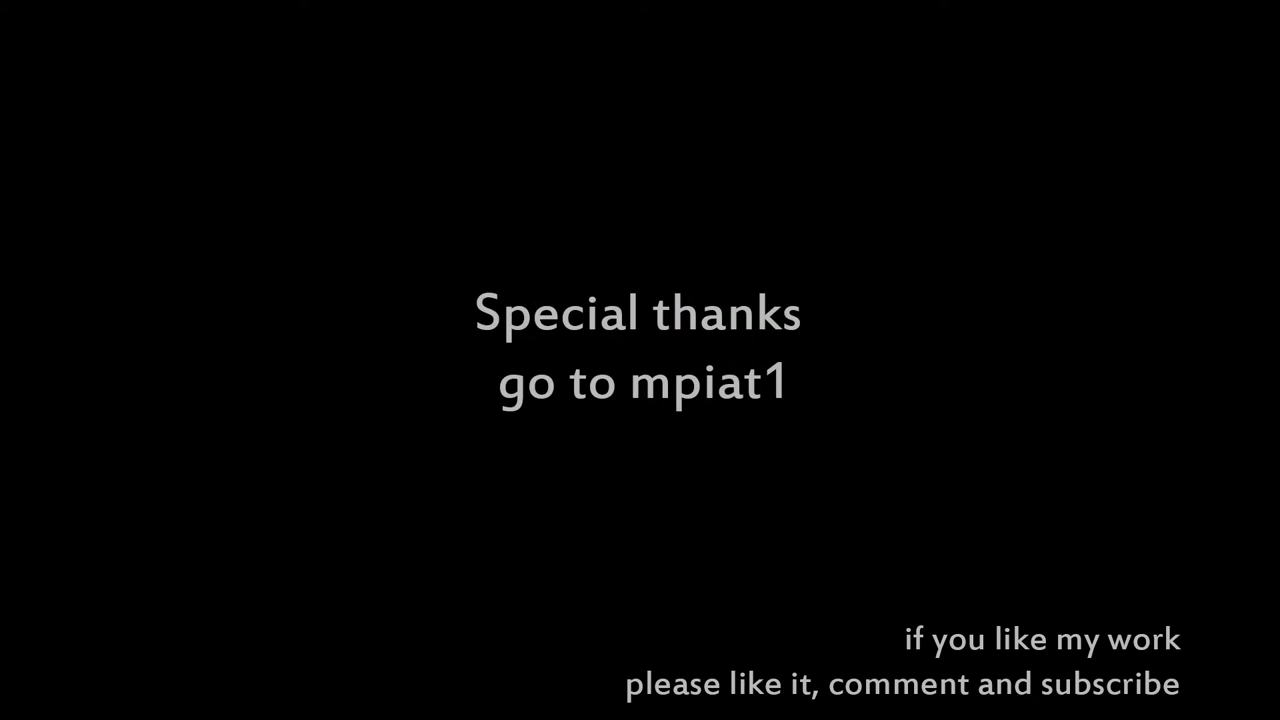 Special thanks
go to mpiat1
if you like my work
please like it, comment and subscribe